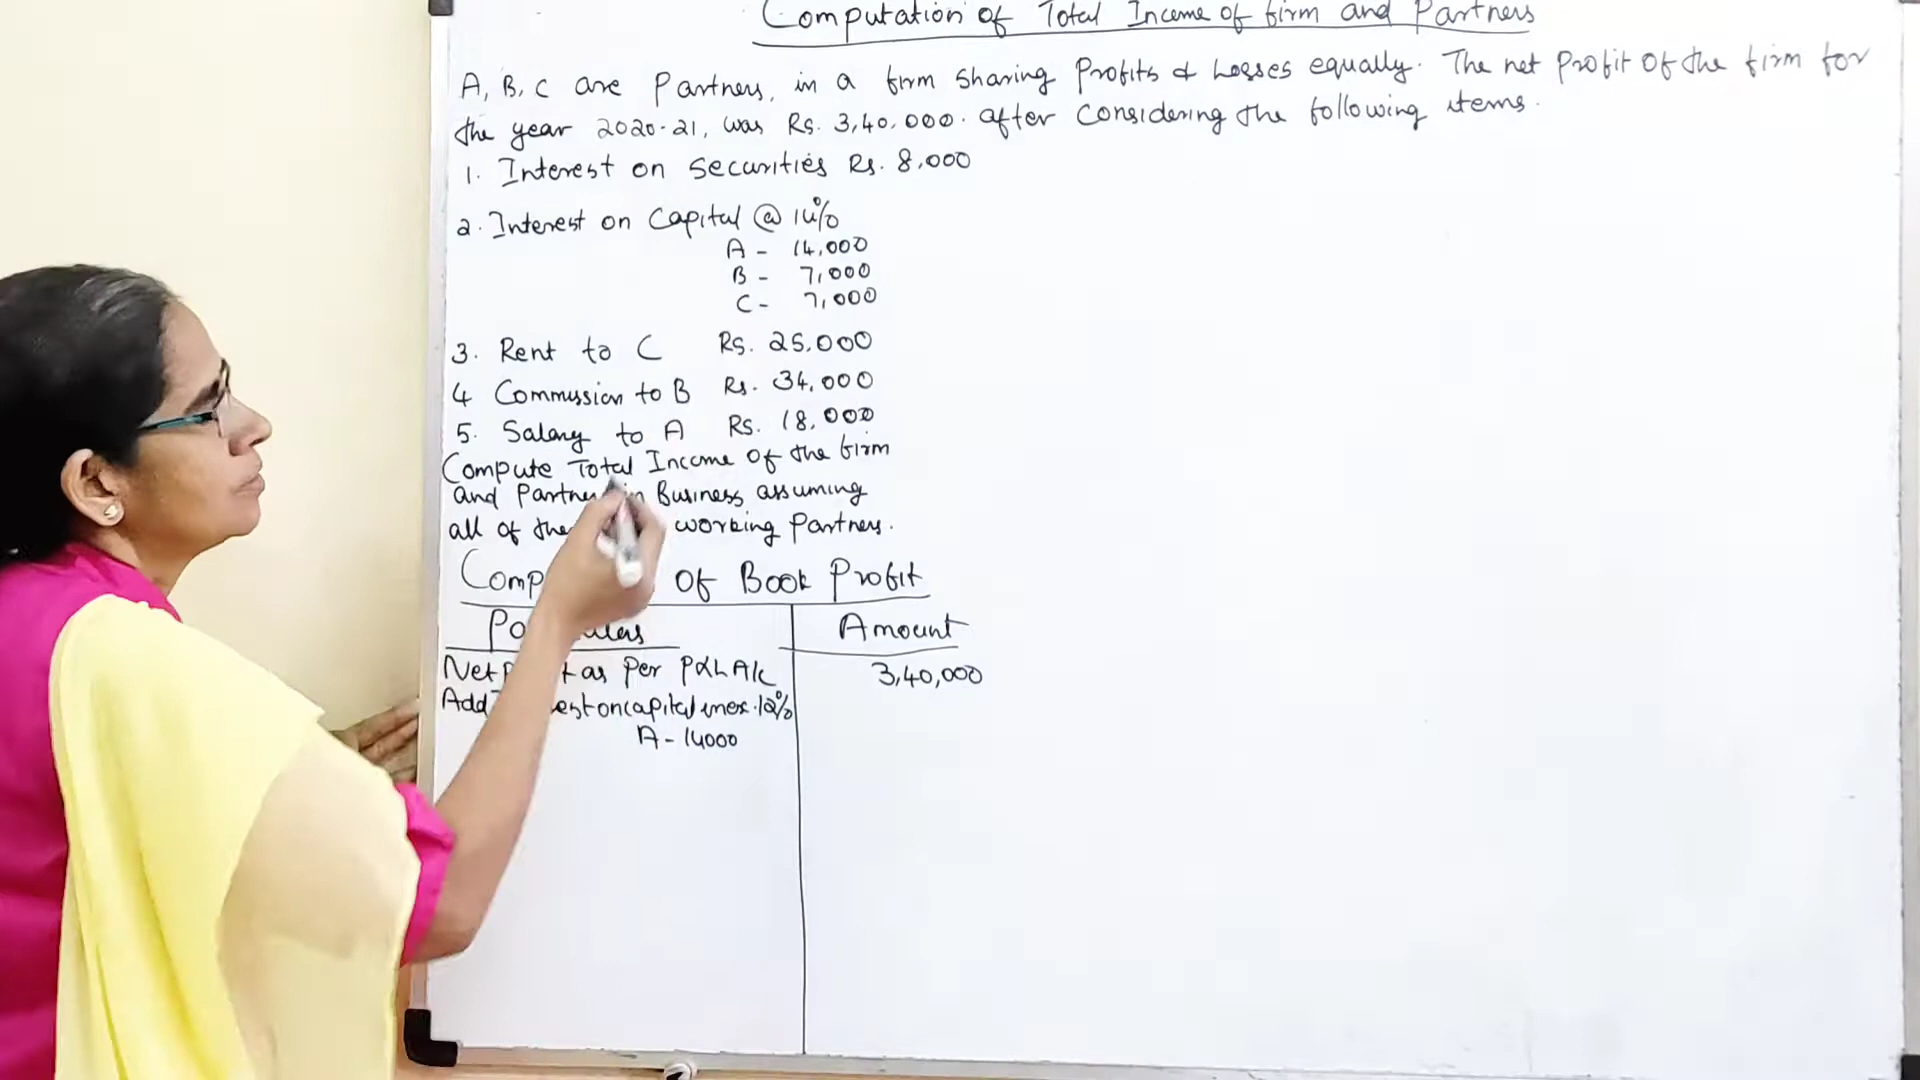 Computation of Total Income of firm and Partners
A, B, C are Partners, in a firm sharing Profits & Losses equally. The net Profit of the firm for
the year 2020-21, was Rs. 3,40,000. after Considering the following items.
1. Interest on Securities Rs. 8,000
2. Interest on Capital @ 14%
A - 14,000
B - 7,000
C - 7,000
3. Rent to C Rs. 25,000
4 Commission to B Rs. 34,000
5. Salary to A Rs. 18,000
Compute Total Income of the firm
and Partner in Business assuming
all of the working Partners.
Comp Of Book Profit
Amount
Net as Per P&L A/c 3,40,000
Add on capital inex. 12%
A - 14000